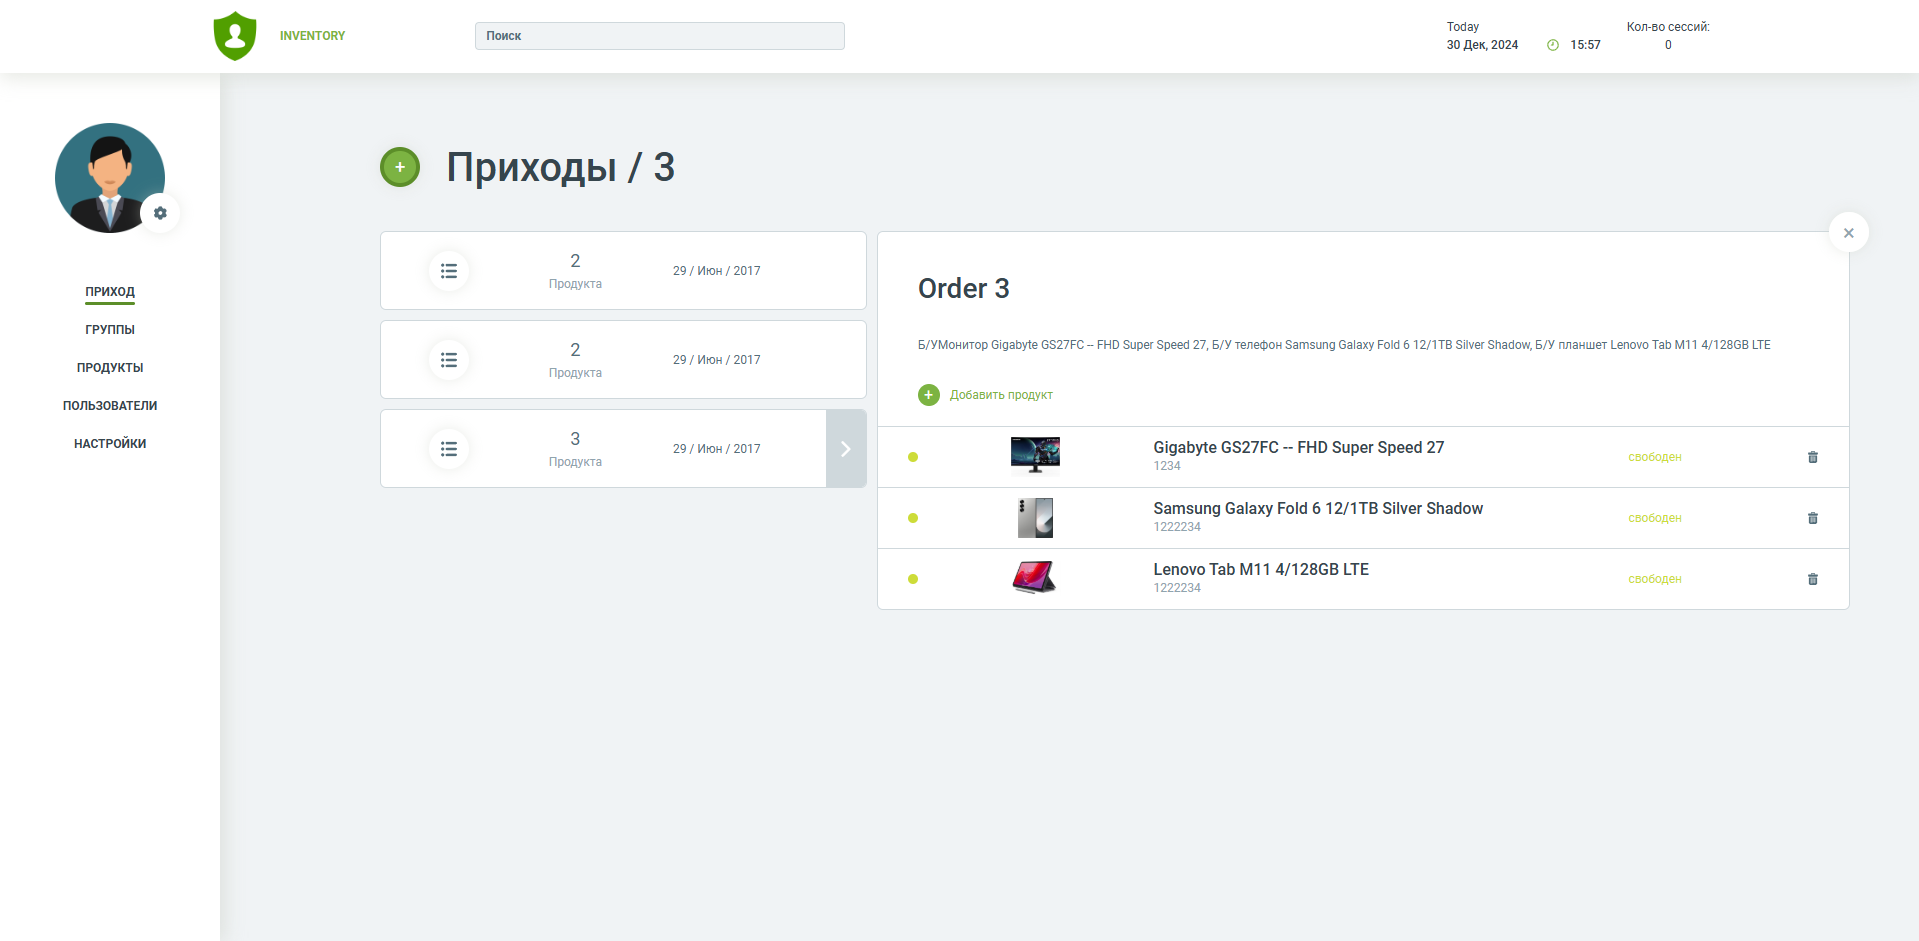 INVENTORY
Поиск
Today
30 Дек, 2024
15:57
Кол-во сессий:
0
ПРИХОД
ГРУППЫ
ПРОДУКТЫ
ПОЛЬЗОВАТЕЛИ
НАСТРОЙКИ
Приходы / 3
2
Продукта
29 / Июн / 2017
2
Продукта
29 / Июн / 2017
3
Продукта
29 / Июн / 2017
Order 3
Б/УМонитор Gigabyte GS27FC -- FHD Super Speed 27, Б/У телефон Samsung Galaxy Fold 6 12/1TB Silver Shadow, Б/У планшет Lenovo Tab M11 4/128GB LTE
Добавить продукт
Gigabyte GS27FC -- FHD Super Speed 27
1234
свободен
Samsung Galaxy Fold 6 12/1TB Silver Shadow
1222234
свободен
Lenovo Tab M11 4/128GB LTE
1222234
свободен